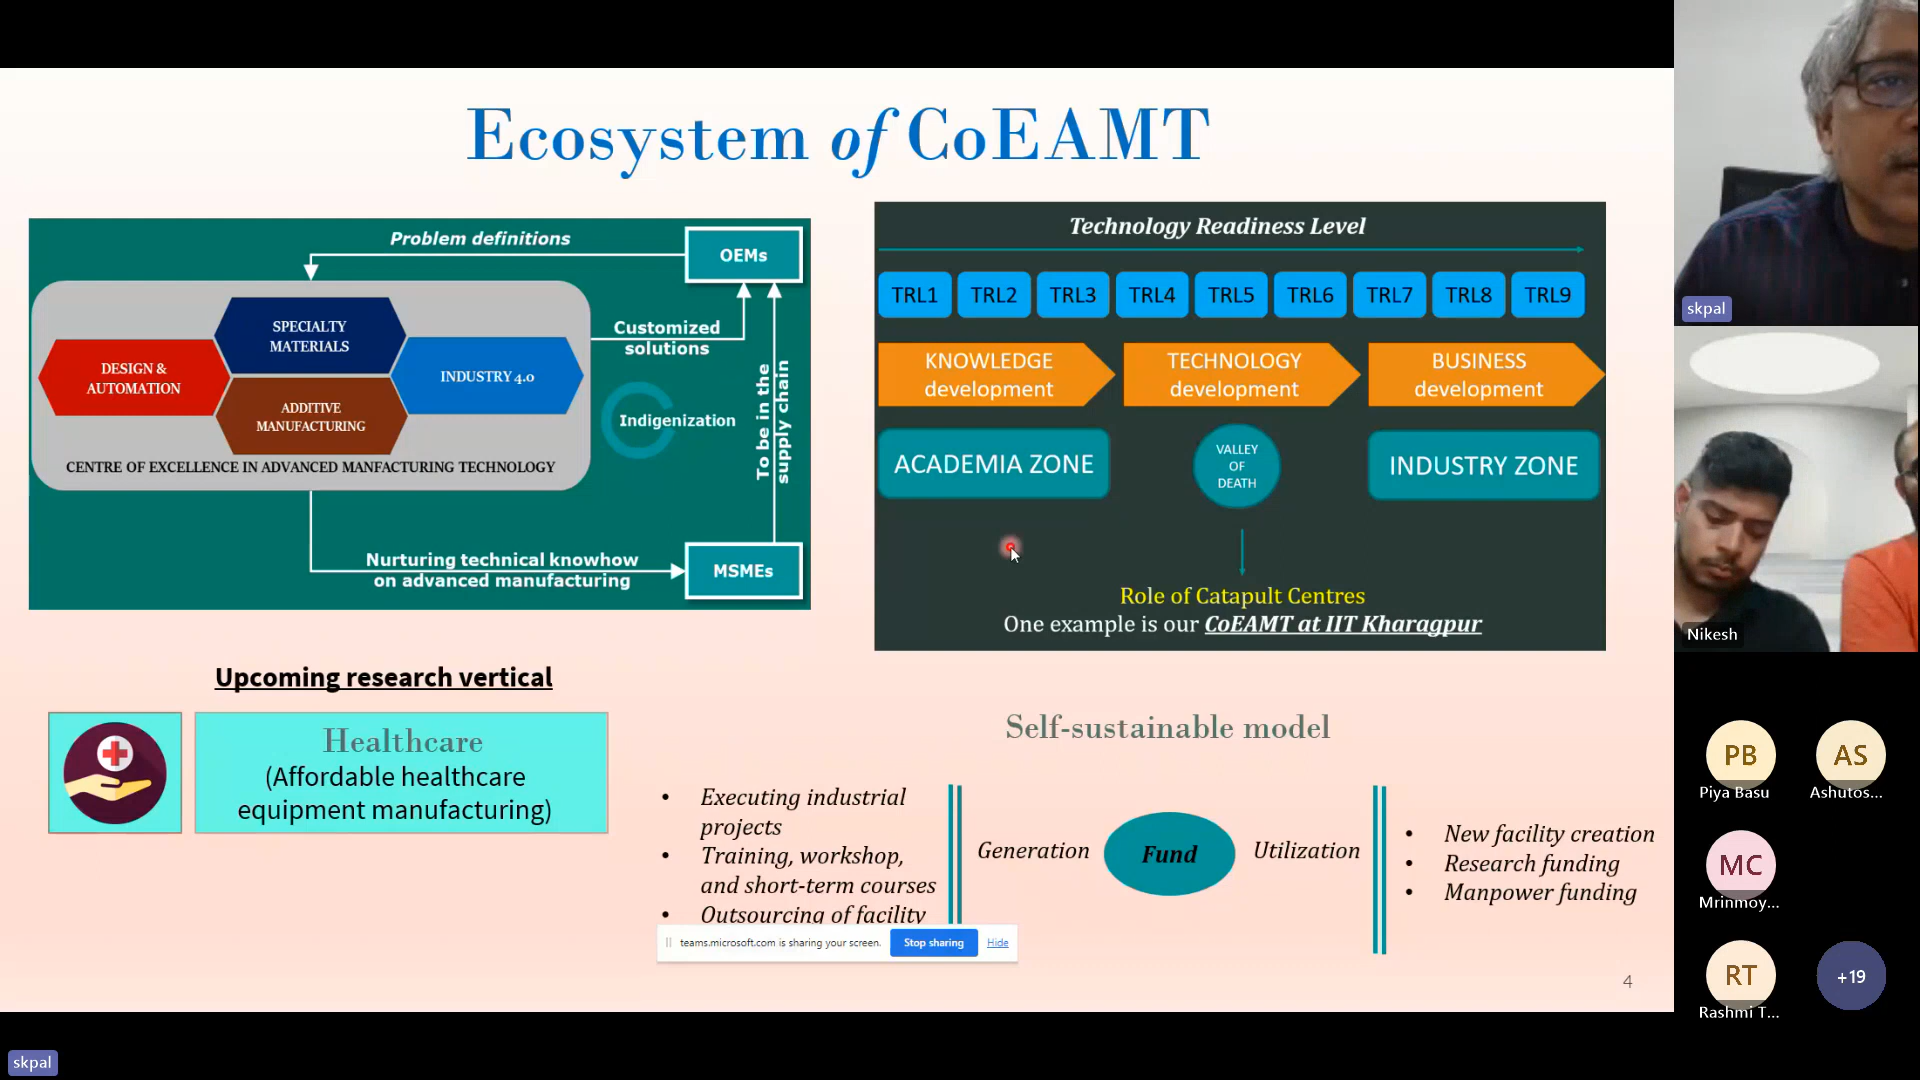 Ecosystem of CoEAMT
Problem definitions
OEMs
SPECIALTY
MATERIALS
DESIGN &
AUTOMATION
INDUSTRY 4.0
ADDITIVE
MANUFACTURING
CENTRE OF EXCELLENCE IN ADVANCED MANFACTURING TECHNOLOGY
Customized
solutions
Indigenization
To be in the
supply chain
Nurturing technical knowhow
on advanced manufacturing
MSMEs
Technology Readiness Level
TRL1 TRL2 TRL3 TRL4 TRL5 TRL6 TRL7 TRL8 TRL9
KNOWLEDGE
development
TECHNOLOGY
development
BUSINESS
development
ACADEMIA ZONE
VALLEY
OF
DEATH
INDUSTRY ZONE
Role of Catapult Centres
One example is our CoEAMT at IIT Kharagpur
Upcoming research vertical
Healthcare
(Affordable healthcare
equipment manufacturing)
Self-sustainable model
• Executing industrial
projects
• Training, workshop,
and short-term courses
• Outsourcing of facility
Generation
Fund
Utilization
• New facility creation
• Research funding
• Manpower funding
teams.microsoft.com is sharing your screen.
Stop sharing
Hide
4
skpal
Nikesh
PB
Piya Basu
AS
Ashutos...
MC
Mrinmoy...
RT
Rashmi T...
+19
skpal